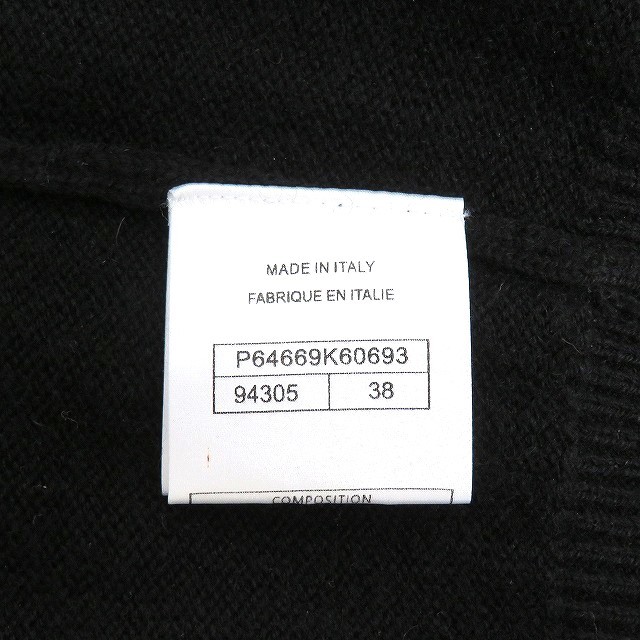 MADE IN ITALY
FABRIQUE EN ITALIE
P64669K60693
94305 38
COMPOSITION